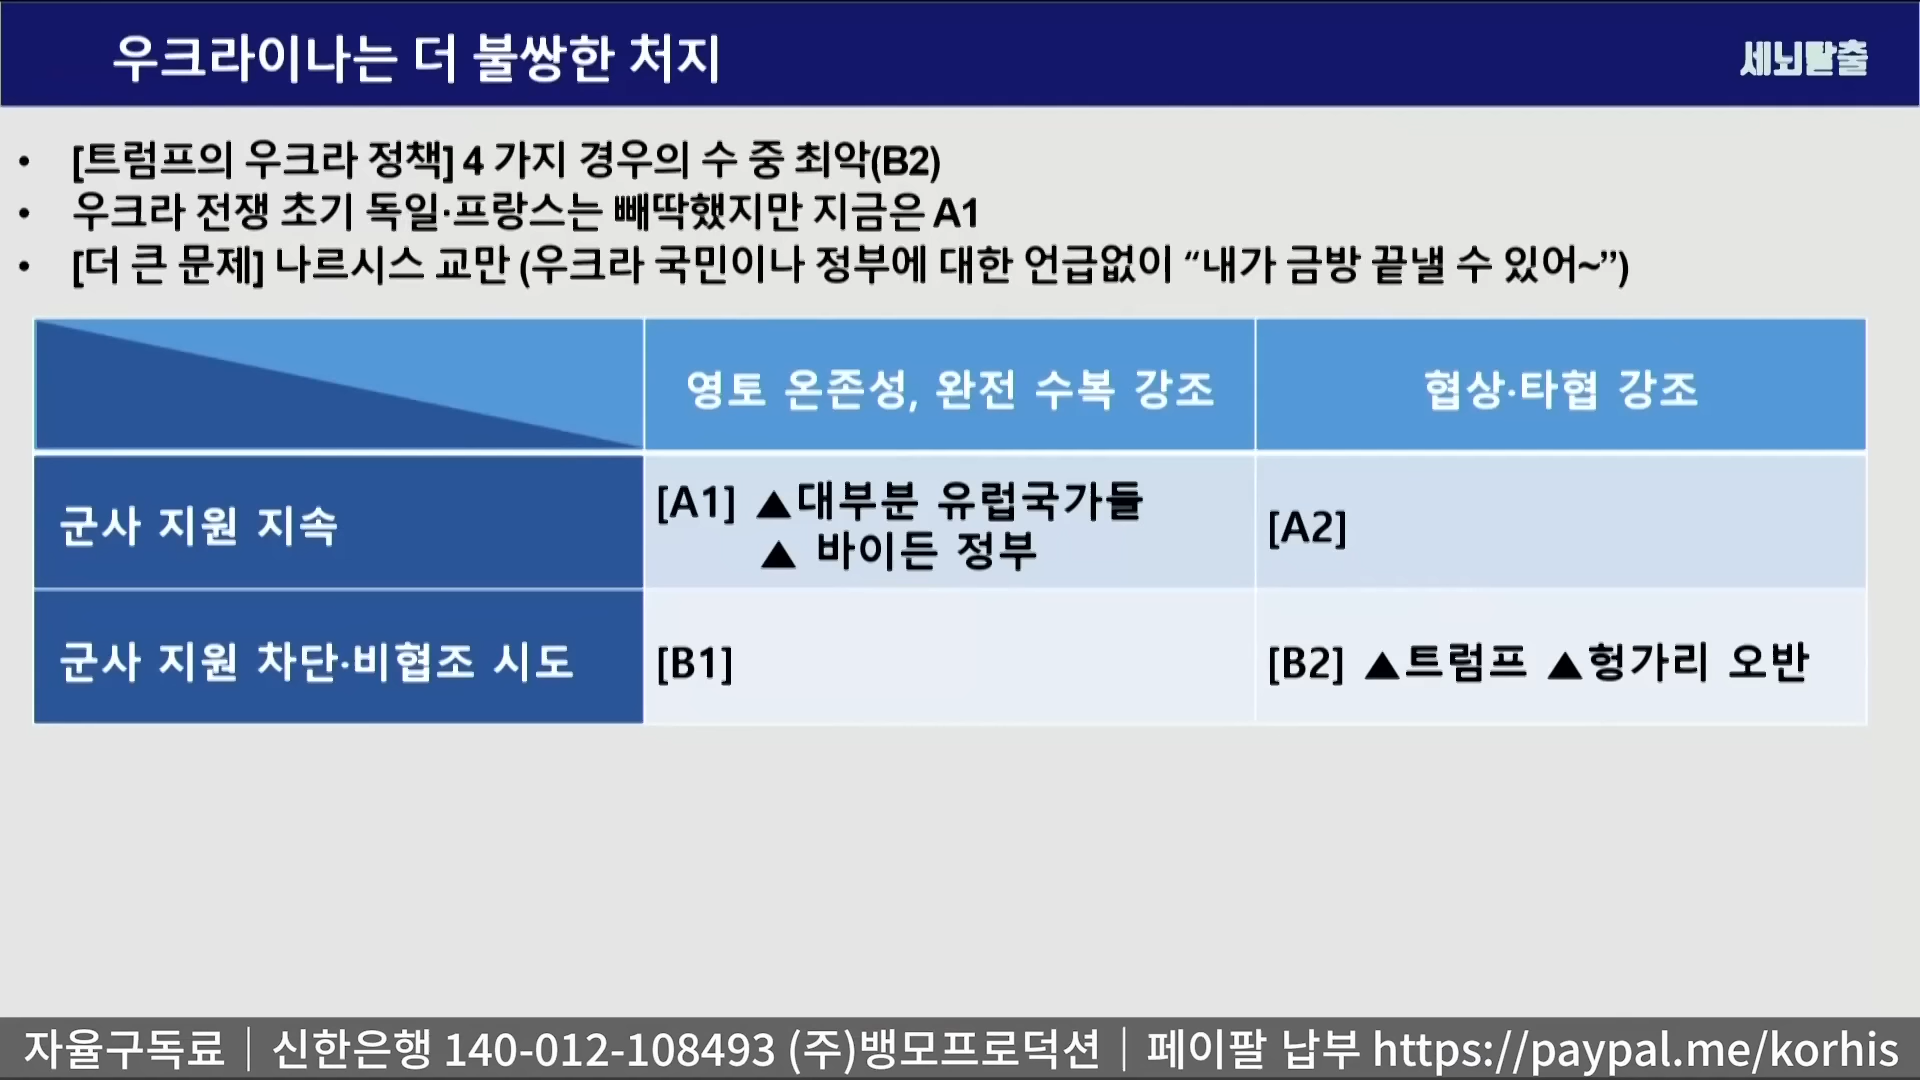 우크라이나는 더 불쌍한 처지
세뇌탈출
• [트럼프의 우크라 정책] 4 가지 경우의 수 중 최악(B2)
• 우크라 전쟁 초기 독일·프랑스는 삐딱했지만 지금은 A1
• [더 큰 문제] 나르시스 교만 (우크라 국민이나 정부에 대한 언급없이 “내가 금방 끝낼 수 있어~”)
영토 온존성, 완전 수복 강조
협상·타협 강조
군사 지원 지속
[A1] ▲대부분 유럽국가들
▲ 바이든 정부
[A2]
군사 지원 차단·비협조 시도
[B1]
[B2] ▲트럼프 ▲헝가리 오반
자율구독료│신한은행 140-012-108493 (주)뱅모프로덕션│페이팔 납부 https://paypal.me/korhis